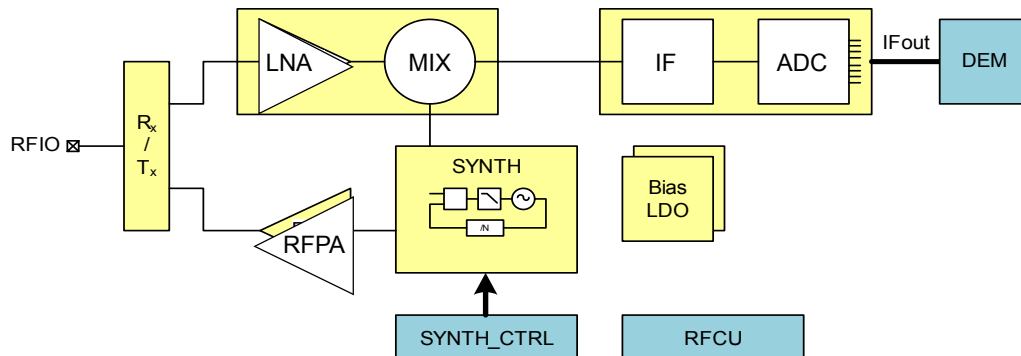 RFIO
Rx
/
Tx
LNA
MIX
IF
ADC
IFout
DEM
SYNTH
/N
RFPA
Bias
LDO
SYNTH_CTRL
RFCU